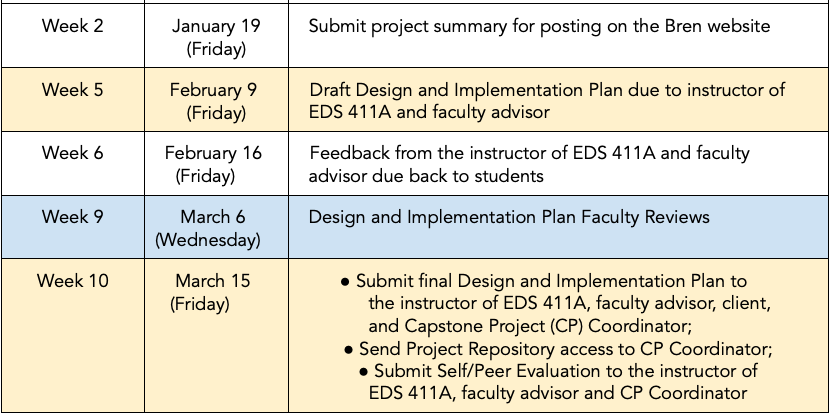 Week 2
January 19
(Friday)
Submit project summary for posting on the Bren website
Week 5
February 9
(Friday)
Draft Design and Implementation Plan due to instructor of
EDS 411A and faculty advisor
Week 6
February 16
(Friday)
Feedback from the instructor of EDS 411A and faculty
advisor due back to students
Week 9
March 6
(Wednesday)
Design and Implementation Plan Faculty Reviews
Week 10
March 15
(Friday)
● Submit final Design and Implementation Plan to
the instructor of EDS 411A, faculty advisor, client,
and Capstone Project (CP) Coordinator;
● Send Project Repository access to CP Coordinator;
● Submit Self/Peer Evaluation to the instructor of
EDS 411A, faculty advisor and CP Coordinator